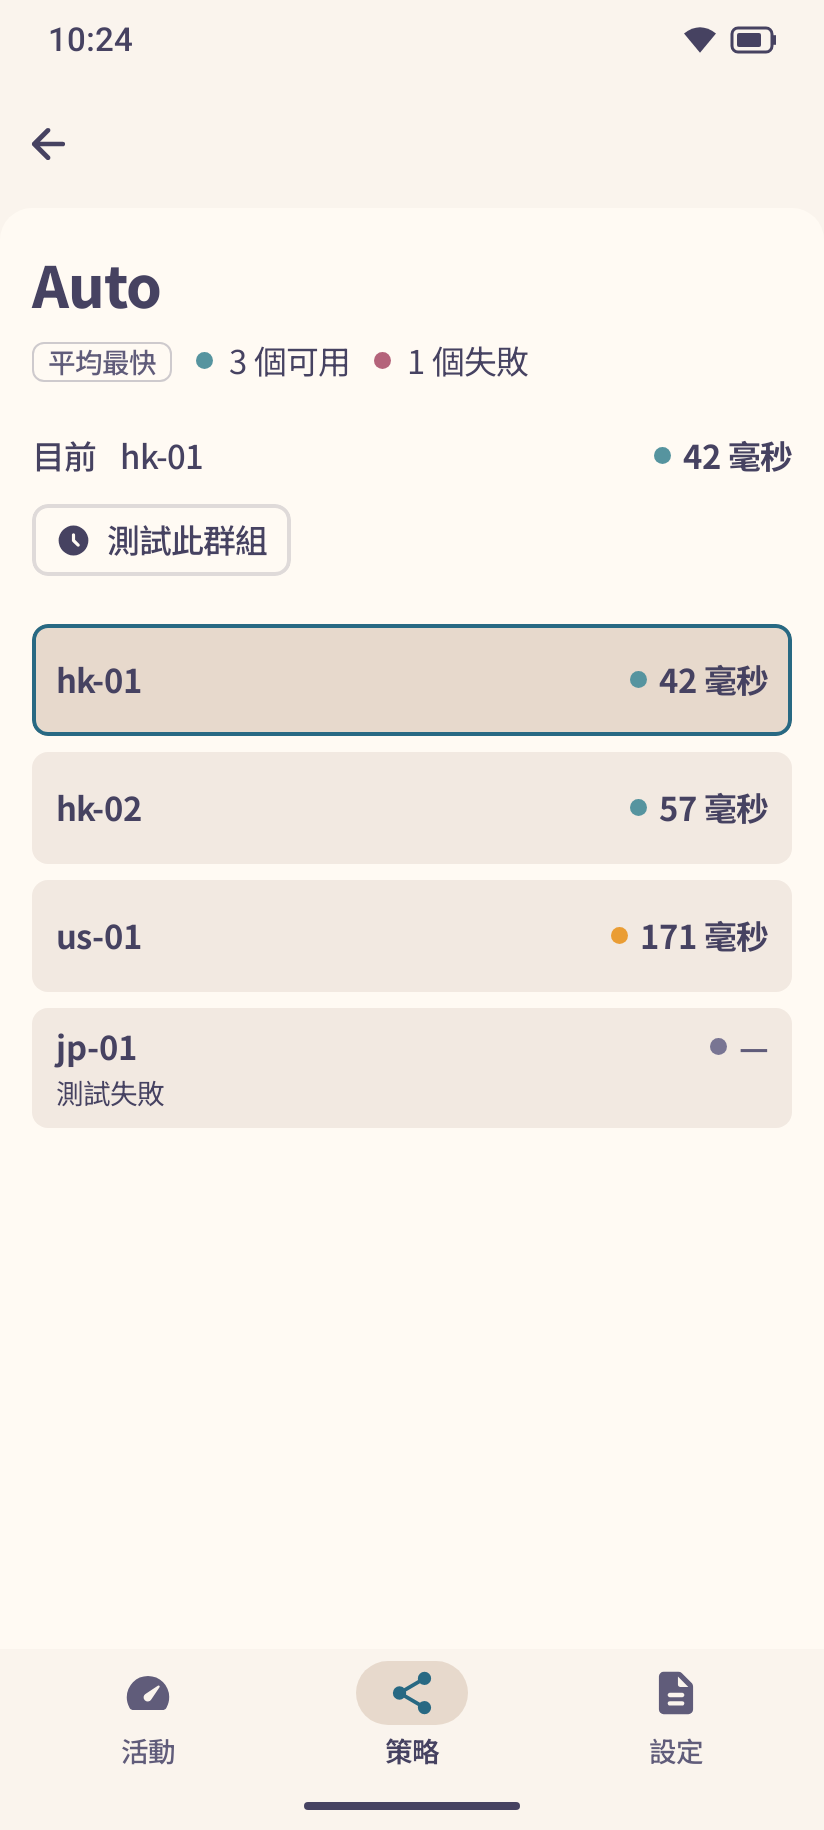 10:24
Auto
平均最快 3 個可用 1 個失敗
目前 hk-01 42 毫秒
測試此群組
hk-01 42 毫秒
hk-02 57 毫秒
us-01 171 毫秒
jp-01 —
測試失敗
活動 策略 設定